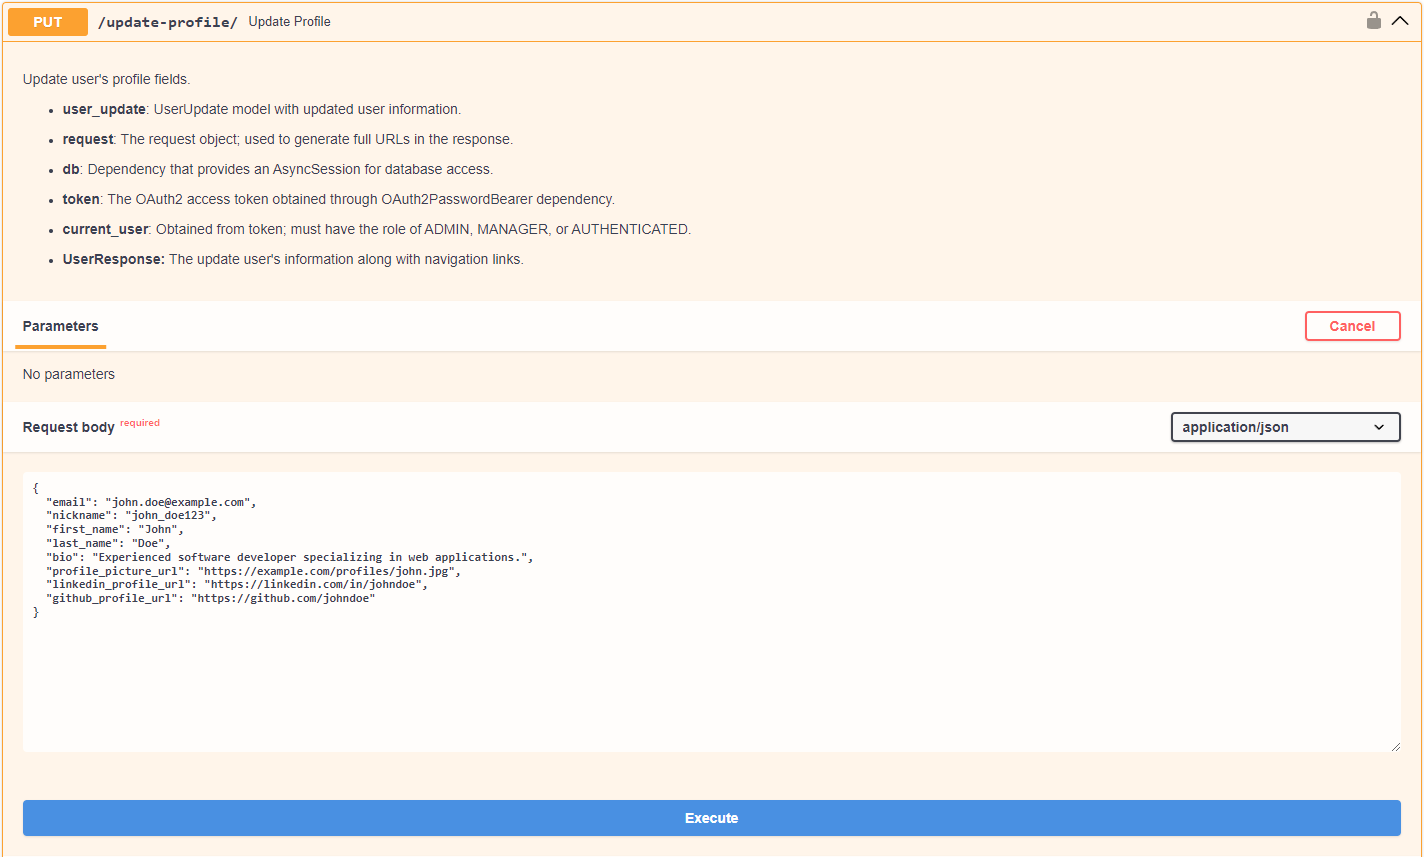 PUT /update-profile/ Update Profile
Update user's profile fields.
user_update: UserUpdate model with updated user information.
request: The request object; used to generate full URLs in the response.
db: Dependency that provides an AsyncSession for database access.
token: The OAuth2 access token obtained through OAuth2PasswordBearer dependency.
current_user: Obtained from token; must have the role of ADMIN, MANAGER, or AUTHENTICATED.
UserResponse: The update user's information along with navigation links.
Parameters Cancel
No parameters
Request body required application/json
{
  "email": "john.doe@example.com",
  "nickname": "john_doe123",
  "first_name": "John",
  "last_name": "Doe",
  "bio": "Experienced software developer specializing in web applications.",
  "profile_picture_url": "https://example.com/profiles/john.jpg",
  "linkedin_profile_url": "https://linkedin.com/in/johndoe",
  "github_profile_url": "https://github.com/johndoe"
}
Execute